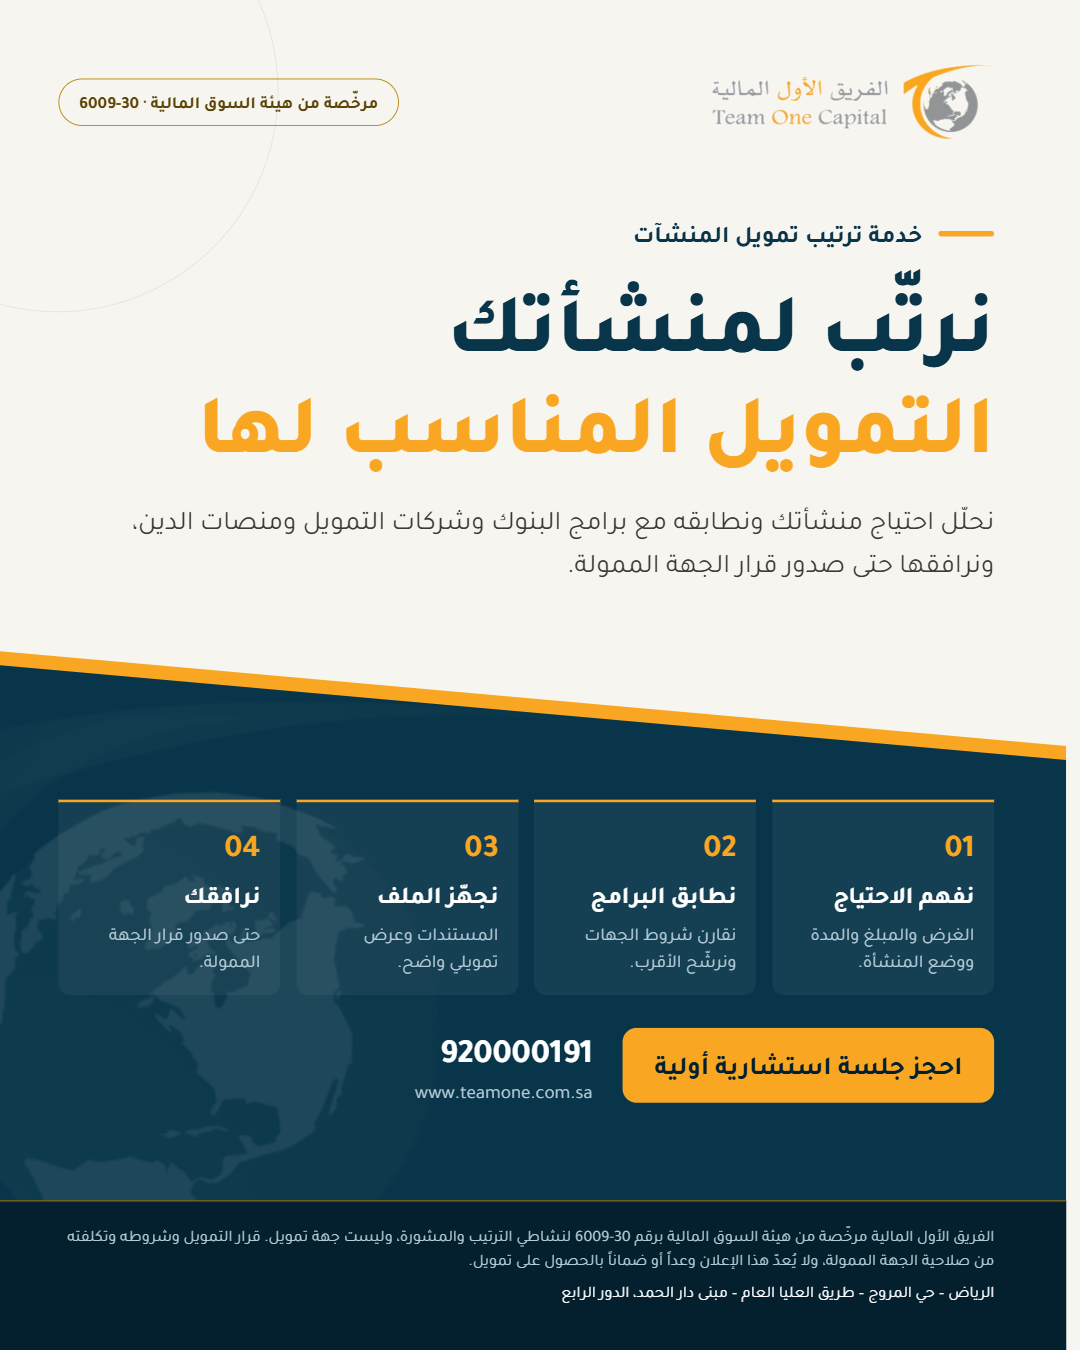 الفريق الأول المالية
Team One Capital
مرخّصة من هيئة السوق المالية · 30-6009
خدمة ترتيب تمويل المنشآت
نرتّب لمنشأتك
التمويل المناسب لها
نحلّل احتياج منشأتك ونطابقه مع برامج البنوك وشركات التمويل ومنصات الدين،
ونرافقها حتى صدور قرار الجهة الممولة.
01
نفهم الاحتياج
الغرض والمبلغ والمدة
ووضع المنشأة.
02
نطابق البرامج
نقارن شروط الجهات
ونرشّح الأقرب.
03
نجهّز الملف
المستندات وعرض
تمويلي واضح.
04
نرافقك
حتى صدور قرار الجهة
الممولة.
احجز جلسة استشارية أولية
920000191
www.teamone.com.sa
الفريق الأول المالية مرخّصة من هيئة السوق المالية برقم 30-6009 لنشاطي الترتيب والمشورة، وليست جهة تمويل. قرار التمويل وشروطه وتكلفته
من صلاحية الجهة الممولة، ولا يُعدّ هذا الإعلان وعداً أو ضماناً بالحصول على تمويل.
الرياض - حي المروج - طريق العليا العام - مبنى دار الحمد، الدور الرابع